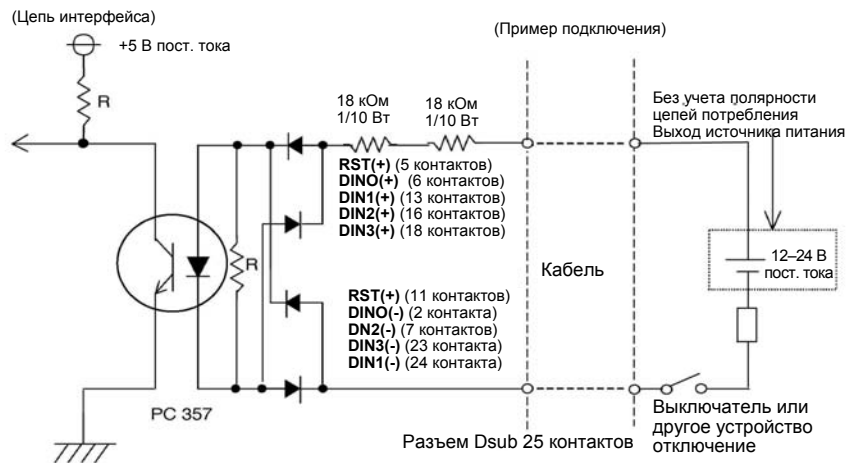 (Цепь интерфейса)
+5 В пост. тока
R
(Пример подключения)
18 кОм
1/10 Вт
18 кОм
1/10 Вт
Без учета полярности
цепей потребления
Выход источника питания
RST(+) (5 контактов)
DINO(+) (6 контактов)
DIN1(+) (13 контактов)
DIN2(+) (16 контактов)
DIN3(+) (18 контактов)
R
Кабель
12–24 В
пост. тока
RST(+) (11 контактов)
DINO(-) (2 контакта)
DN2(-) (7 контактов)
DIN3(-) (23 контакта)
DIN1(-) (24 контакта)
PC 357
Разъем Dsub 25 контактов
Выключатель или
другое устройство
отключение